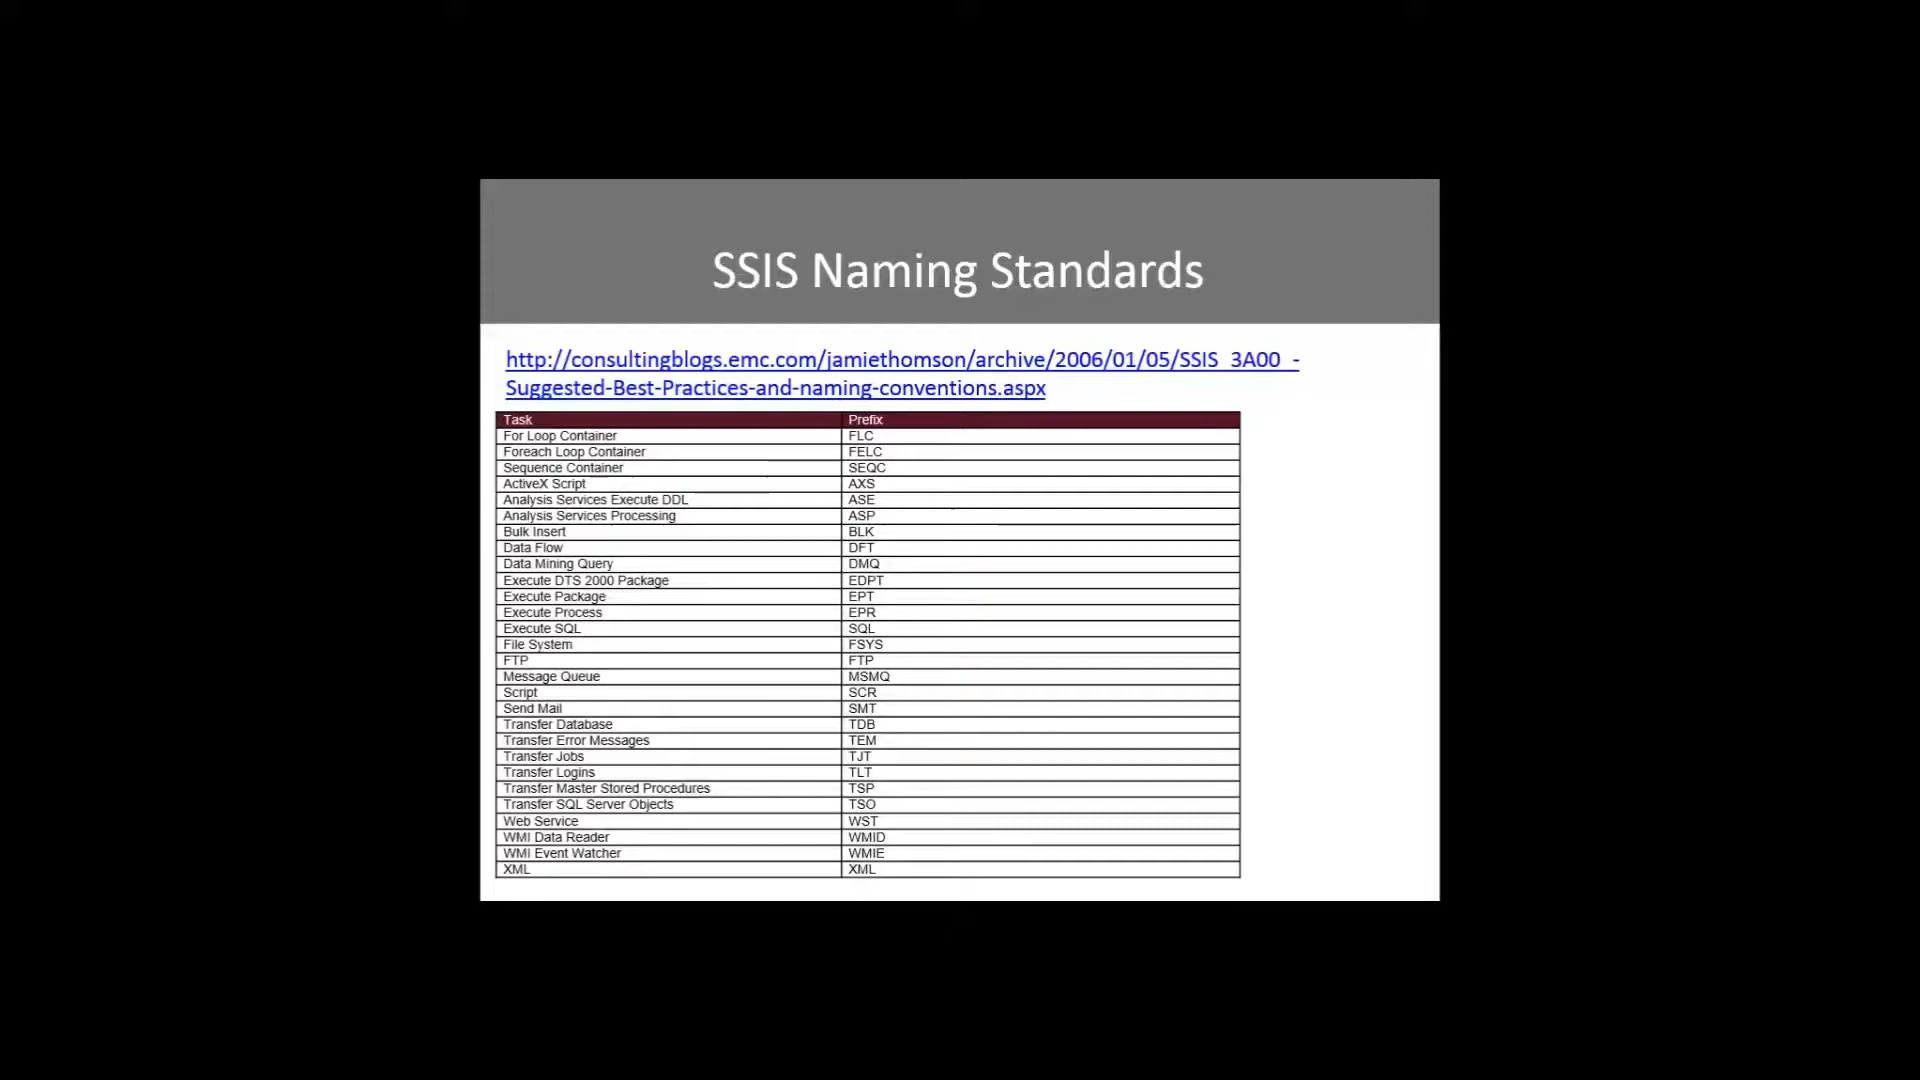 SSIS Naming Standards
http://consultingblogs.emc.com/jamiethomson/archive/2006/01/05/SSIS_3A00_-
Suggested-Best-Practices-and-naming-conventions.aspx
Task Prefix
For Loop Container FLC
Foreach Loop Container FELC
Sequence Container SEQC
ActiveX Script AXS
Analysis Services Execute DDL ASE
Analysis Services Processing ASP
Bulk Insert BLK
Data Flow DFT
Data Mining Query DMQ
Execute DTS 2000 Package EDPT
Execute Package EPT
Execute Process EPR
Execute SQL SQL
File System FSYS
FTP FTP
Message Queue MSMQ
Script SCR
Send Mail SMT
Transfer Database TDB
Transfer Error Messages TEM
Transfer Jobs TJT
Transfer Logins TLT
Transfer Master Stored Procedures TSP
Transfer SQL Server Objects TSO
Web Service WST
WMI Data Reader WMID
WMI Event Watcher WMIE
XML XML